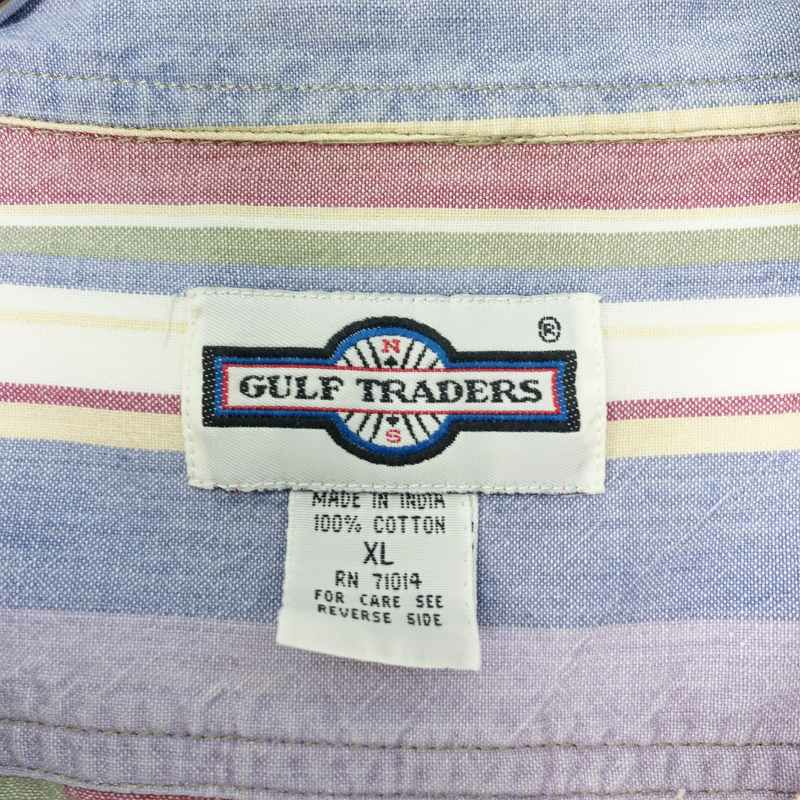 ®
N
GULF TRADERS
S
MADE IN INDIA
100% COTTON
XL
RN 71014
FOR CARE SEE
REVERSE SIDE